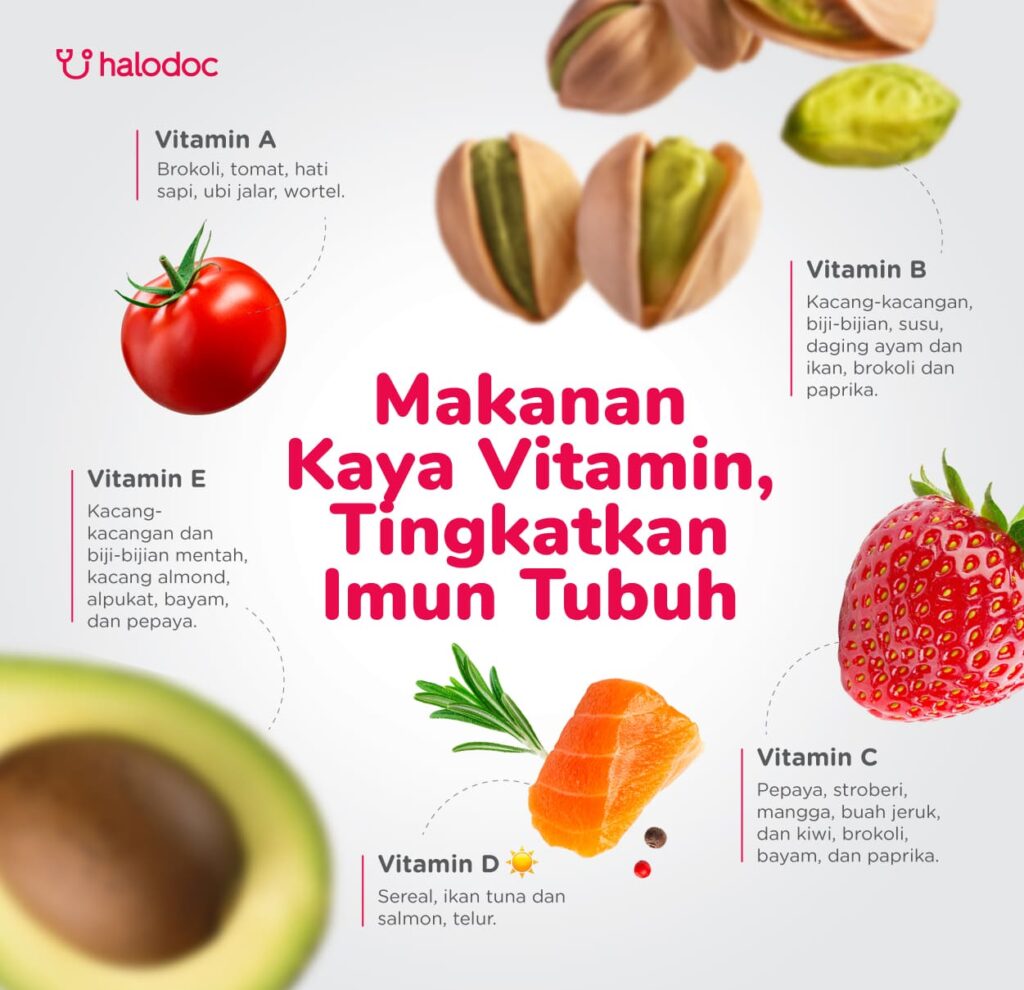 halodoc
Vitamin A
Brokoli, tomat, hati
sapi, ubi jalar, wortel.
Vitamin B
Kacang-kacangan,
biji-bijian, susu,
daging ayam dan
ikan, brokoli dan
paprika.
Makanan
Kaya Vitamin,
Tingkatkan
Imun Tubuh
Vitamin E
Kacang-
kacangan dan
biji-bijian mentah,
kacang almond,
alpukat, bayam,
dan pepaya.
Vitamin C
Pepaya, stroberi,
mangga, buah jeruk,
dan kiwi, brokoli,
bayam, dan paprika.
Vitamin D
Sereal, ikan tuna dan
salmon, telur.